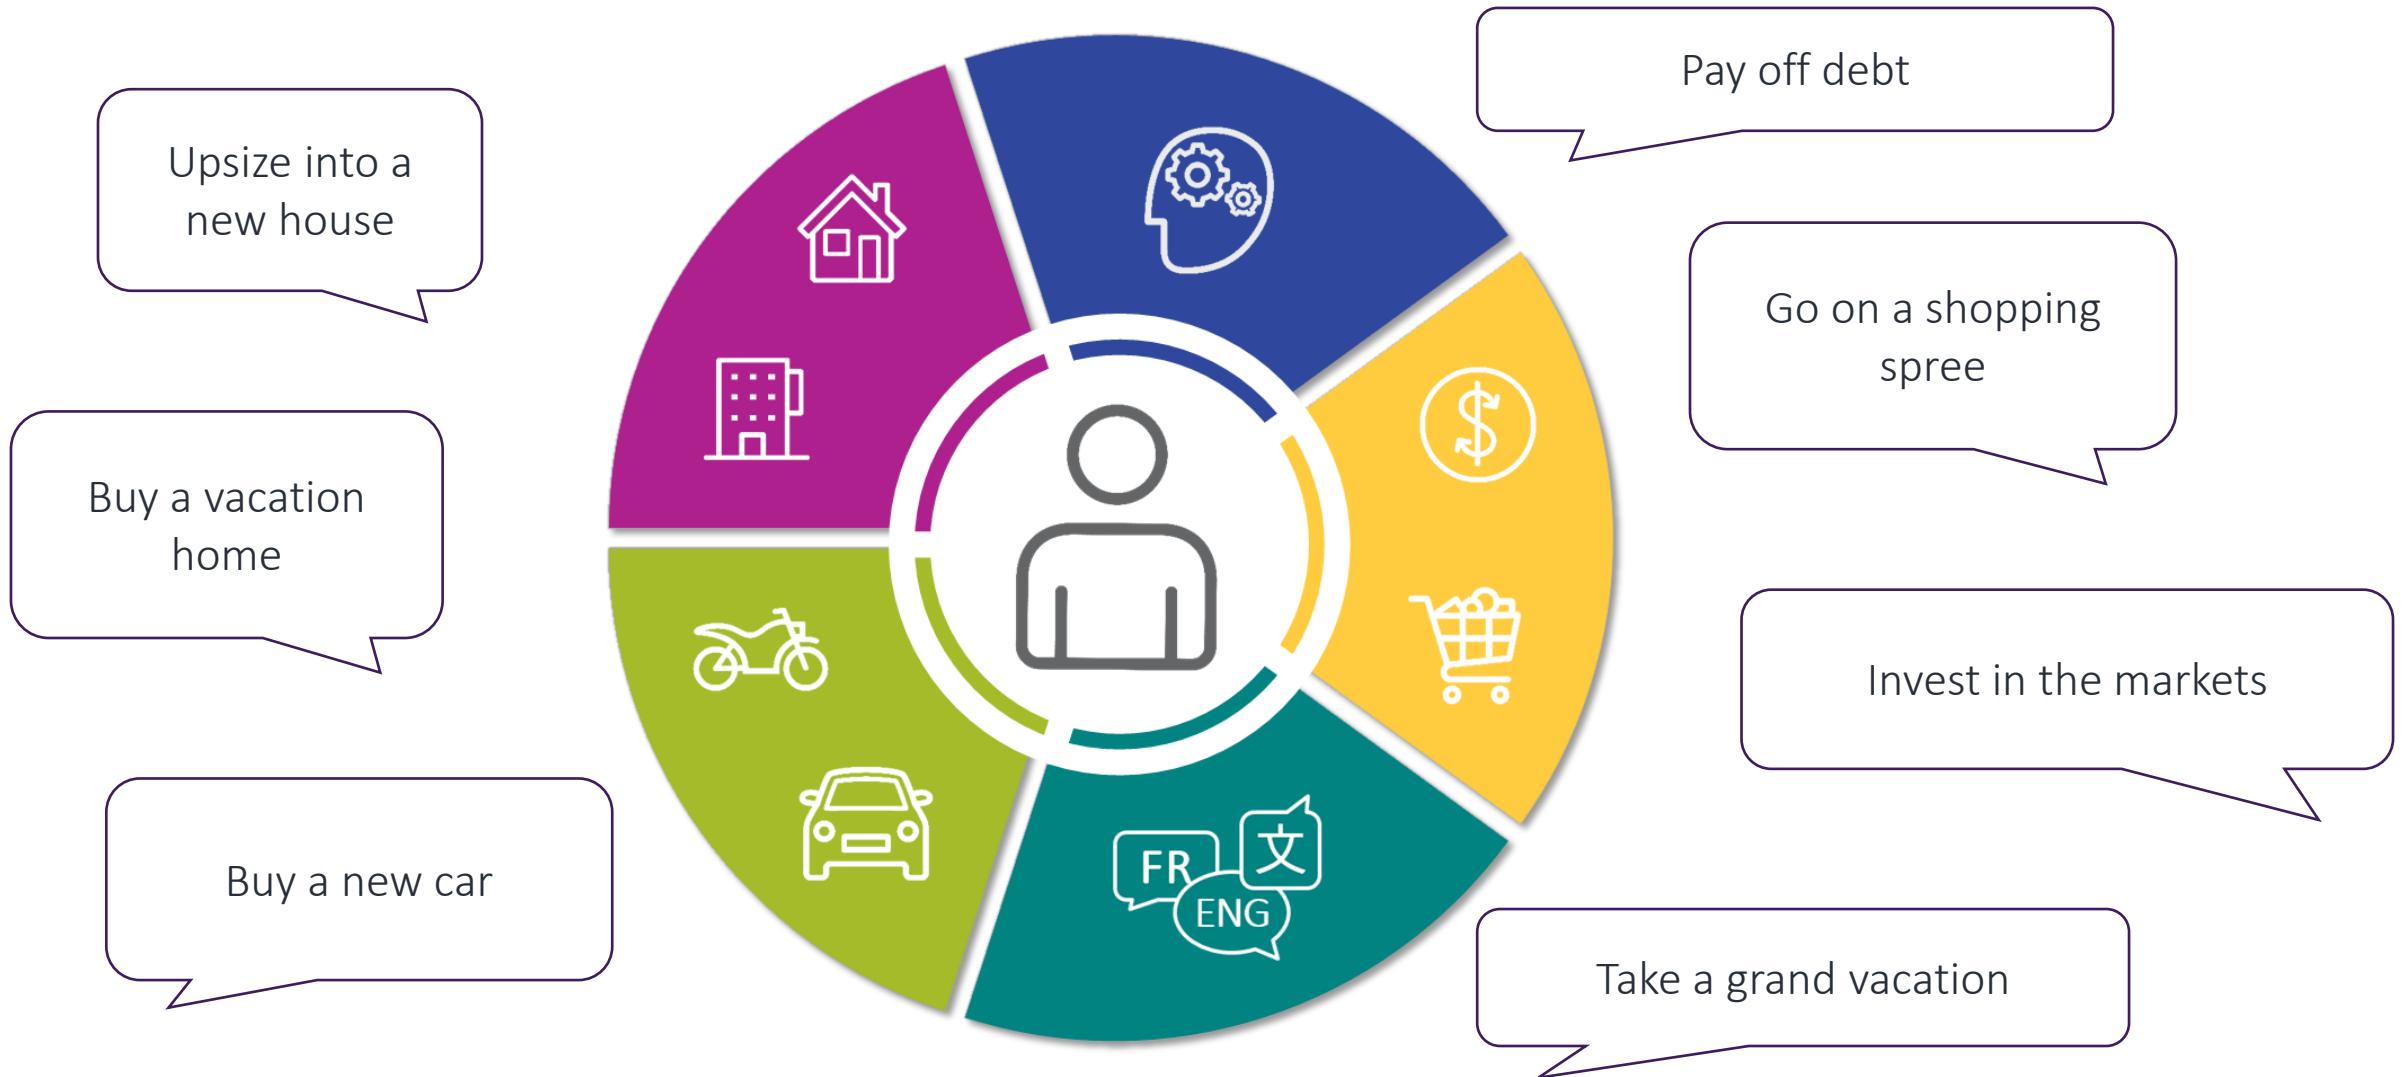 Upsize into a
new house
Buy a vacation
home
Buy a new car
Pay off debt
Go on a shopping
spree
Invest in the markets
Take a grand vacation
FR
文
ENG